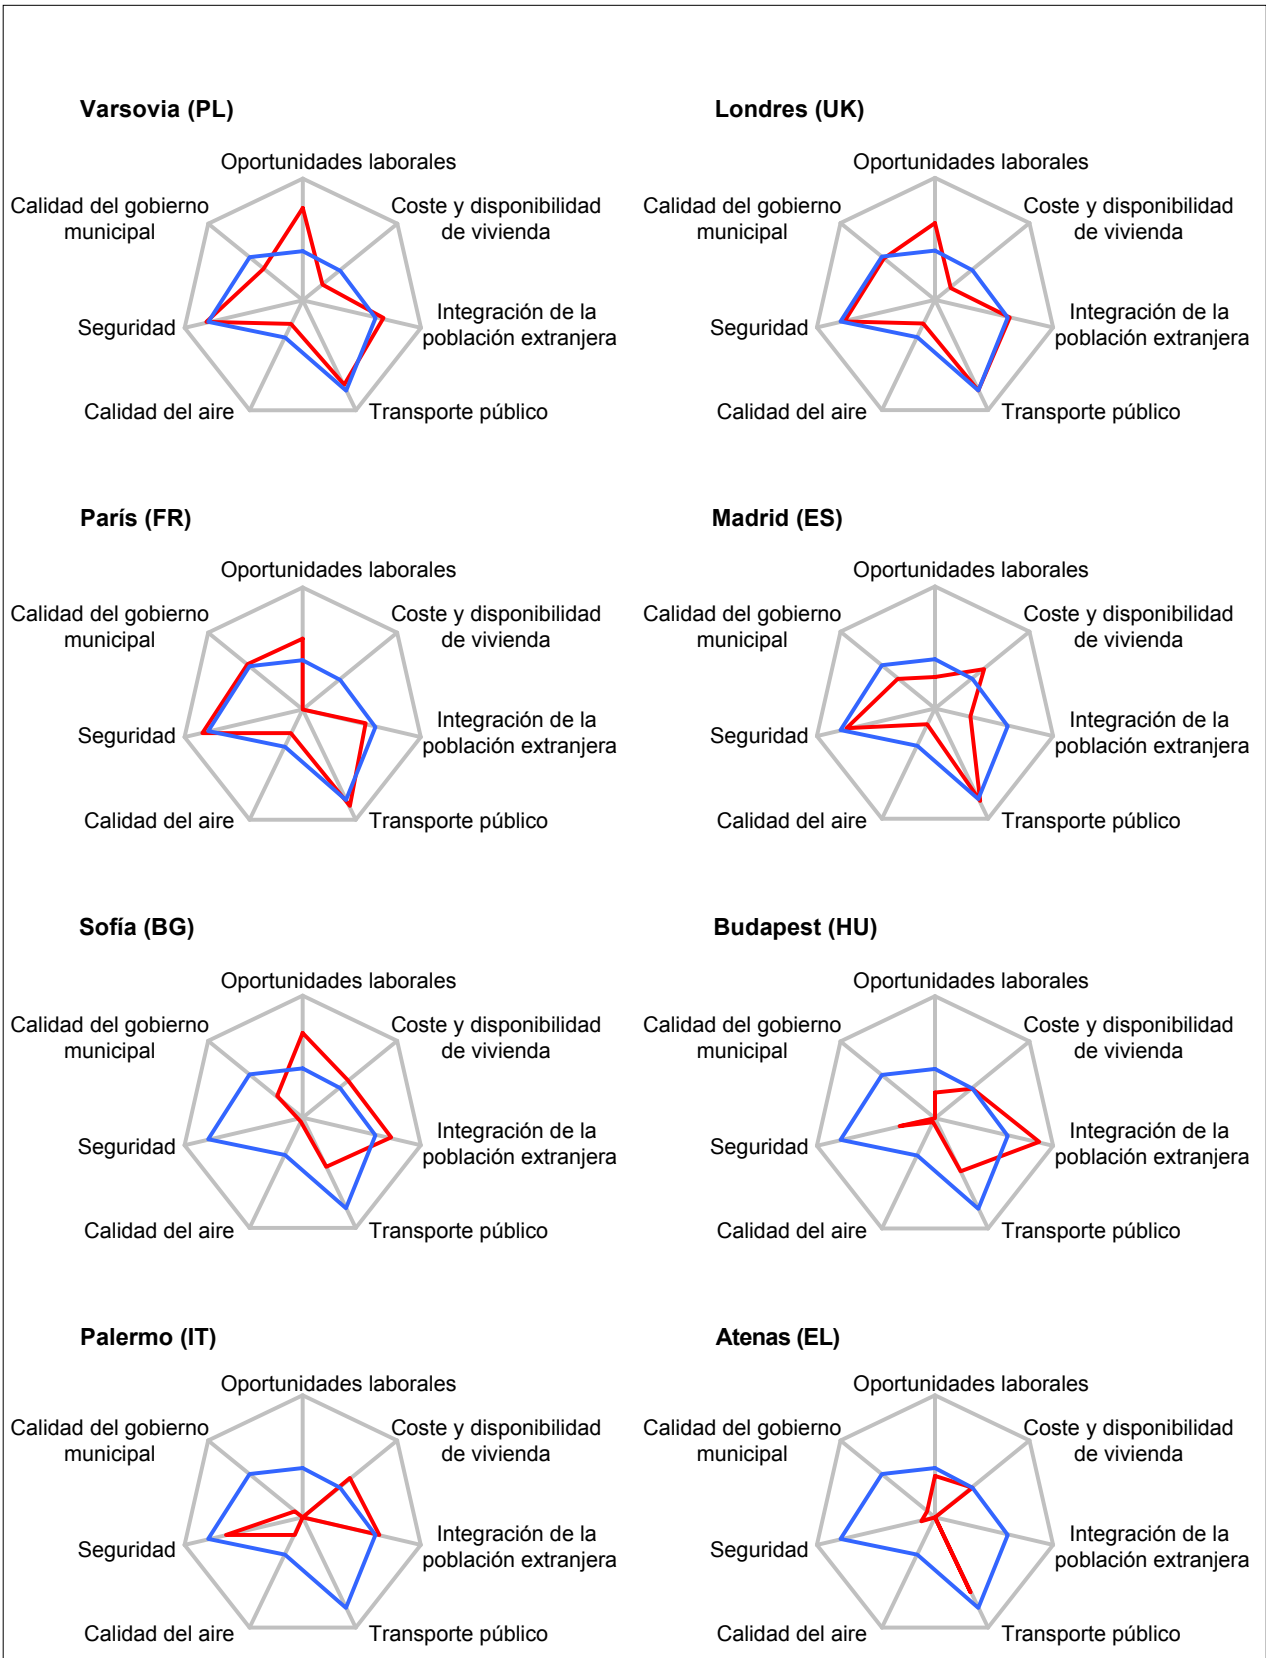 Varsovia (PL)
Oportunidades laborales
Calidad del gobierno
municipal
Coste y disponibilidad
de vivienda
Seguridad
Integración de la
población extranjera
Calidad del aire
Transporte público
Londres (UK)
Oportunidades laborales
Calidad del gobierno
municipal
Coste y disponibilidad
de vivienda
Seguridad
Integración de la
población extranjera
Calidad del aire
Transporte público
París (FR)
Oportunidades laborales
Calidad del gobierno
municipal
Coste y disponibilidad
de vivienda
Seguridad
Integración de la
población extranjera
Calidad del aire
Transporte público
Madrid (ES)
Oportunidades laborales
Calidad del gobierno
municipal
Coste y disponibilidad
de vivienda
Seguridad
Integración de la
población extranjera
Calidad del aire
Transporte público
Sofía (BG)
Oportunidades laborales
Calidad del gobierno
municipal
Coste y disponibilidad
de vivienda
Seguridad
Integración de la
población extranjera
Calidad del aire
Transporte público
Budapest (HU)
Oportunidades laborales
Calidad del gobierno
municipal
Coste y disponibilidad
de vivienda
Seguridad
Integración de la
población extranjera
Calidad del aire
Transporte público
Palermo (IT)
Oportunidades laborales
Calidad del gobierno
municipal
Coste y disponibilidad
de vivienda
Seguridad
Integración de la
población extranjera
Calidad del aire
Transporte público
Atenas (EL)
Oportunidades laborales
Calidad del gobierno
municipal
Coste y disponibilidad
de vivienda
Seguridad
Integración de la
población extranjera
Calidad del aire
Transporte público